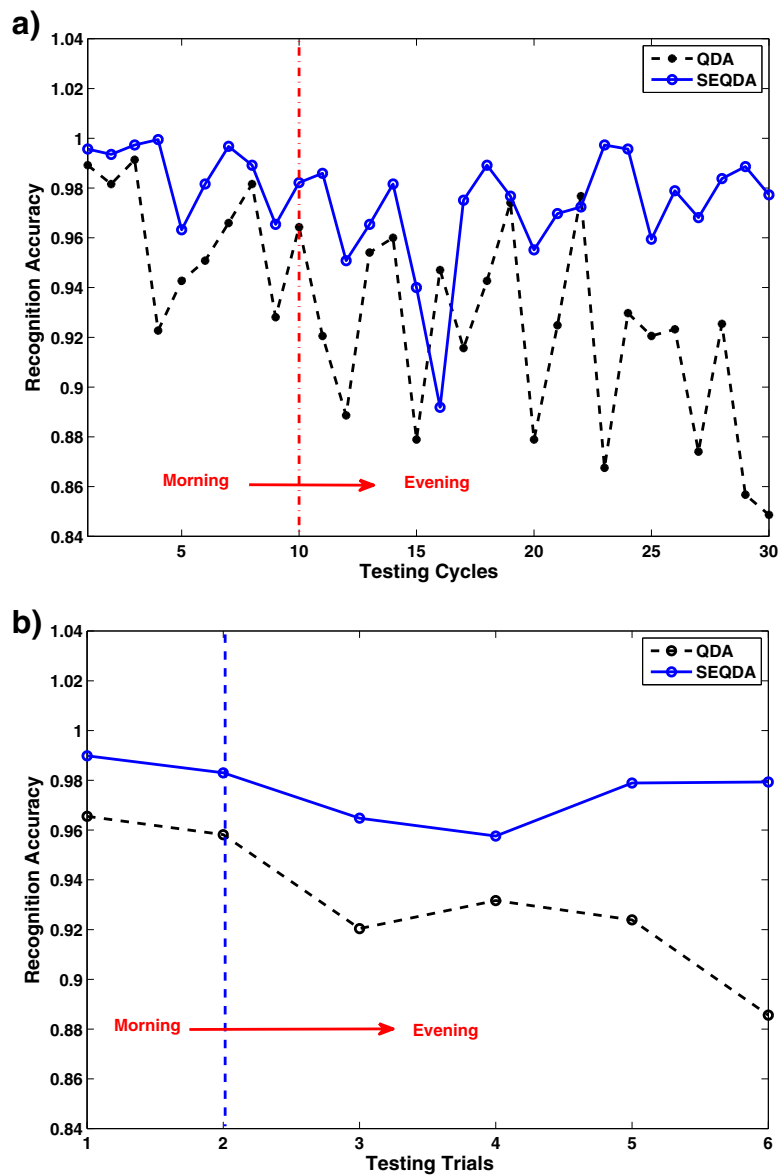 a)
1.04
1.02
1
0.98
0.96
0.94
0.92
0.9
0.88
0.86
0.84
Recognition Accuracy
QDA
SEQDA
Morning
Evening
5 10 15 20 25 30
Testing Cycles
b)
1.04
1.02
1
0.98
0.96
0.94
0.92
0.9
0.88
0.86
0.84
Recognition Accuracy
QDA
SEQDA
Morning
Evening
1 2 3 4 5 6
Testing Trials